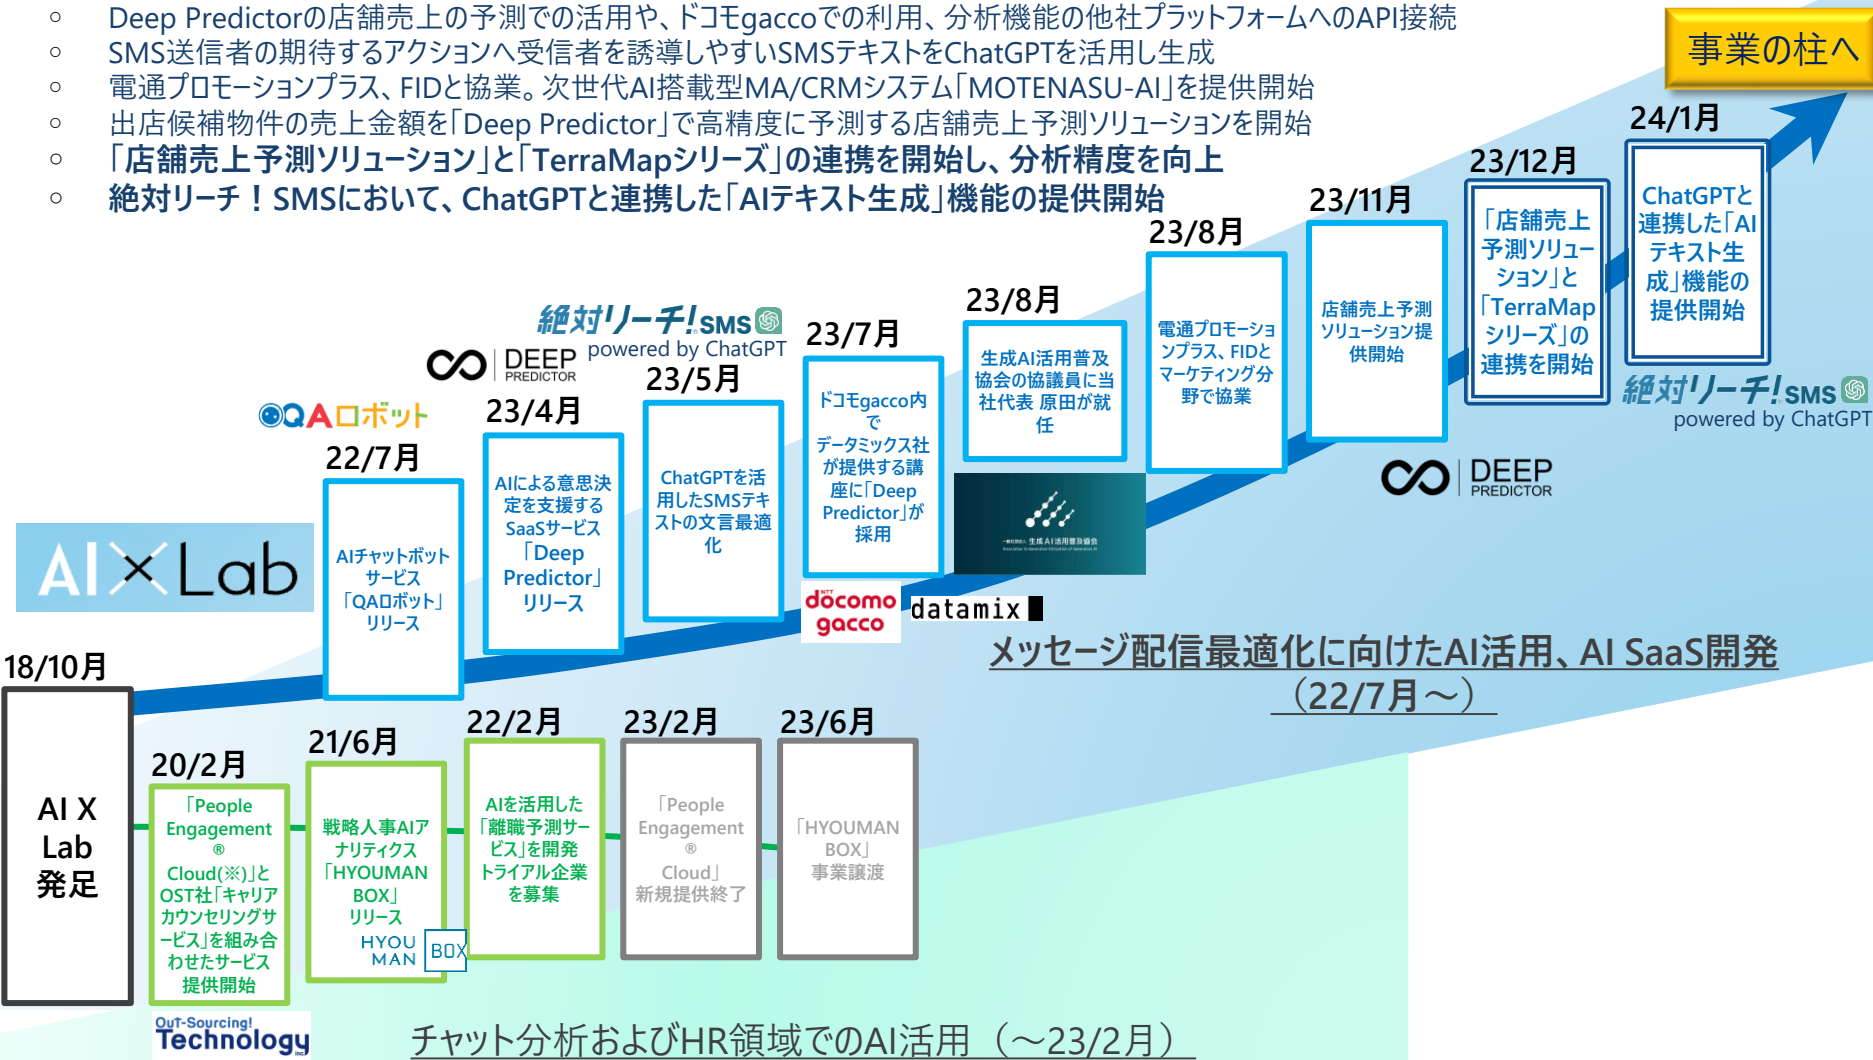 Deep Predictorの店舗売上の予測での活用や、ドコモgaccoでの利用、分析機能の他社プラットフォームへのAPI接続
SMS送信者の期待するアクションへ受信者を誘導しやすいSMSテキストをChatGPTを活用し生成
電通プロモーションプラス、FIDと協業。次世代AI搭載型MA/CRMシステム「MOTENASU-AI」を提供開始
出店候補物件の売上金額を「Deep Predictor」で高精度に予測する店舗売上予測ソリューションを開始
「店舗売上予測ソリューション」と「TerraMapシリーズ」の連携を開始し、分析精度を向上
絶対リーチ！SMSにおいて、ChatGPTと連携した「AIテキスト生成」機能の提供開始
事業の柱へ
AI X Lab
18/10月
AI X
Lab
発足
QAロボット
22/7月
AIチャットボット
サービス
「QAロボット」
リリース
DEEP
PREDICTOR
23/4月
AIによる意思決
定を支援する
SaaSサービス
「Deep
Predictor」
リリース
絶対リーチ!SMS
powered by ChatGPT
23/5月
ChatGPTを活
用したSMSテキ
ストの文言最適
化
23/7月
ドコモgacco内
で
データミックス社
が提供する講
座に「Deep
Predictor」が
採用
NTT
döcomo
gacco
datamix
23/8月
生成AI活用普及
協会の協議員に当
社代表 原田が就
任
一般社団法人 生成AI活用普及協会
23/8月
電通プロモーショ
ンプラス、FIDと
マーケティング分
野で協業
23/11月
店舗売上予測
ソリューション提
供開始
DEEP
PREDICTOR
23/12月
「店舗売上
予測ソリュー
ション」と
「TerraMap
シリーズ」の
連携を開始
24/1月
ChatGPTと
連携した「AI
テキスト生
成」機能の
提供開始
絶対リーチ!SMS
powered by ChatGPT
メッセージ配信最適化に向けたAI活用、AI SaaS開発
（22/7月～）
20/2月
「People
Engagement
®
Cloud(※)」と
OST社「キャリア
カウンセリングサ
ービス」を組み合
わせたサービス
提供開始
OuT-Sourcing!
Technology
inc.
21/6月
戦略人事AIア
ナリティクス
「HYOUMAN
BOX」
リリース
HYOU
MAN
BOX
22/2月
AIを活用した
「離職予測サー
ビス」を開発
トライアル企業
を募集
23/2月
「People
Engagement
®
Cloud」
新規提供終了
23/6月
「HYOUMAN
BOX」
事業譲渡
チャット分析およびHR領域でのAI活用（～23/2月）